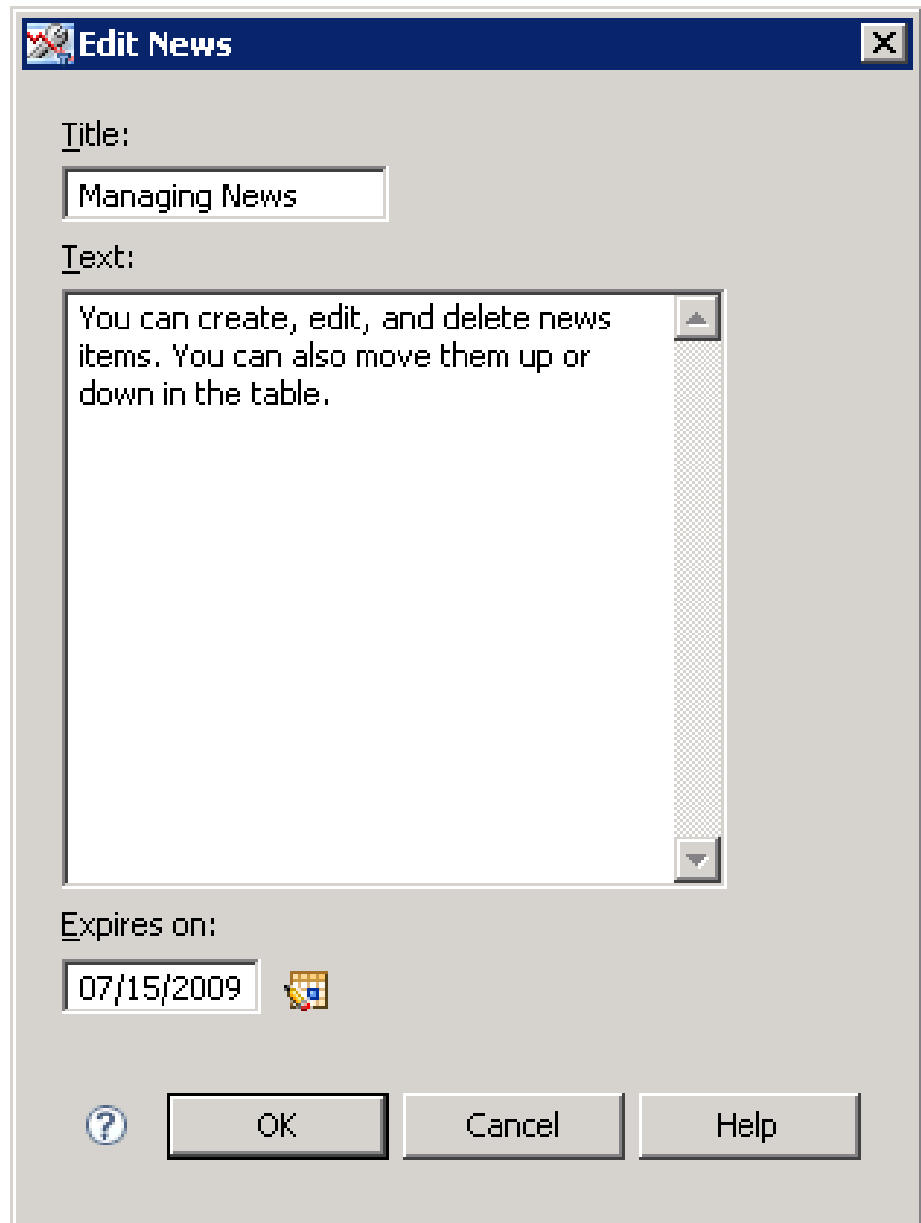 Edit News
Title:
Managing News
Text:
You can create, edit, and delete news
items. You can also move them up or
down in the table.
Expires on:
07/15/2009
? OK Cancel Help